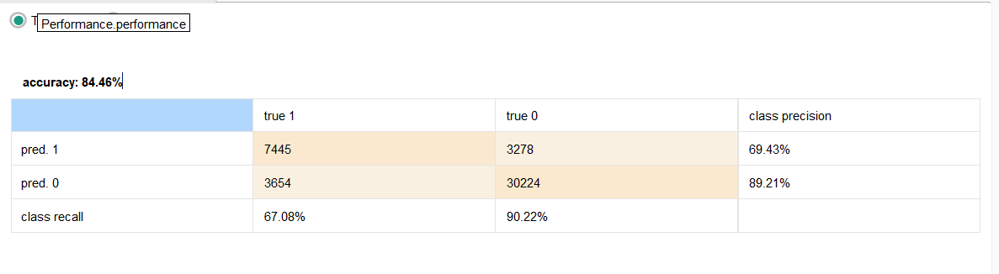 Performance.performance
accuracy: 84.46%
true 1 true 0 class precision
pred. 1 7445 3278 69.43%
pred. 0 3654 30224 89.21%
class recall 67.08% 90.22%